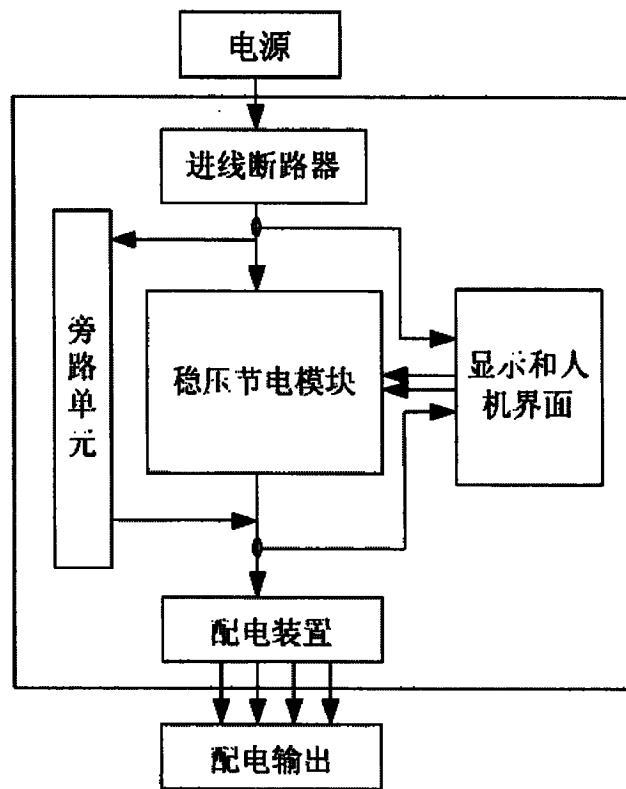 电源
进线断路器
旁
路
单
元
稳压节电模块
显示和人
机界面
配电装置
配电输出